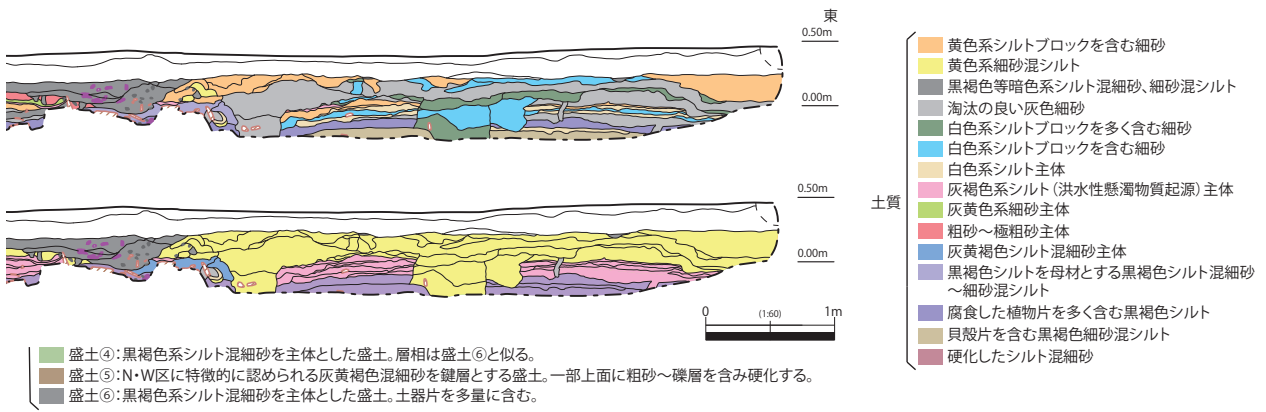 東
0.50m
0.00m
0.50m
0.00m
0
(1:60)
1m
土質
黄色系シルトブロックを含む細砂
黄色系細砂混シルト
黒褐色等暗色系シルト混細砂、細砂混シルト
淘汰の良い灰色細砂
白色系シルトブロックを多く含む細砂
白色系シルトブロックを含む細砂
白色系シルト主体
灰褐色系シルト(洪水性懸濁物質起源)主体
灰黄色系細砂主体
粗砂～極粗砂主体
灰黄褐色シルト混細砂主体
黒褐色シルトを母材とする黒褐色シルト混細砂
～細砂混シルト
腐食した植物片を多く含む黒褐色シルト
貝殻片を含む黒褐色細砂混シルト
硬化したシルト混細砂
盛土④:黒褐色系シルト混細砂を主体とした盛土。層相は盛土⑥と似る。
盛土⑤:N・W区に特徴的に認められる灰黄褐色混細砂を鍵層とする盛土。一部上面に粗砂～礫層を含み硬化する。
盛土⑥:黒褐色系シルト混細砂を主体とした盛土。土器片を多量に含む。